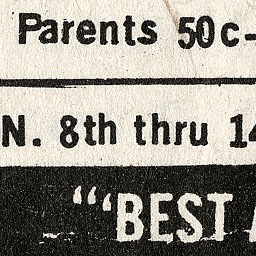 Parents 50c-
N. 8th thru 14
"'BEST A